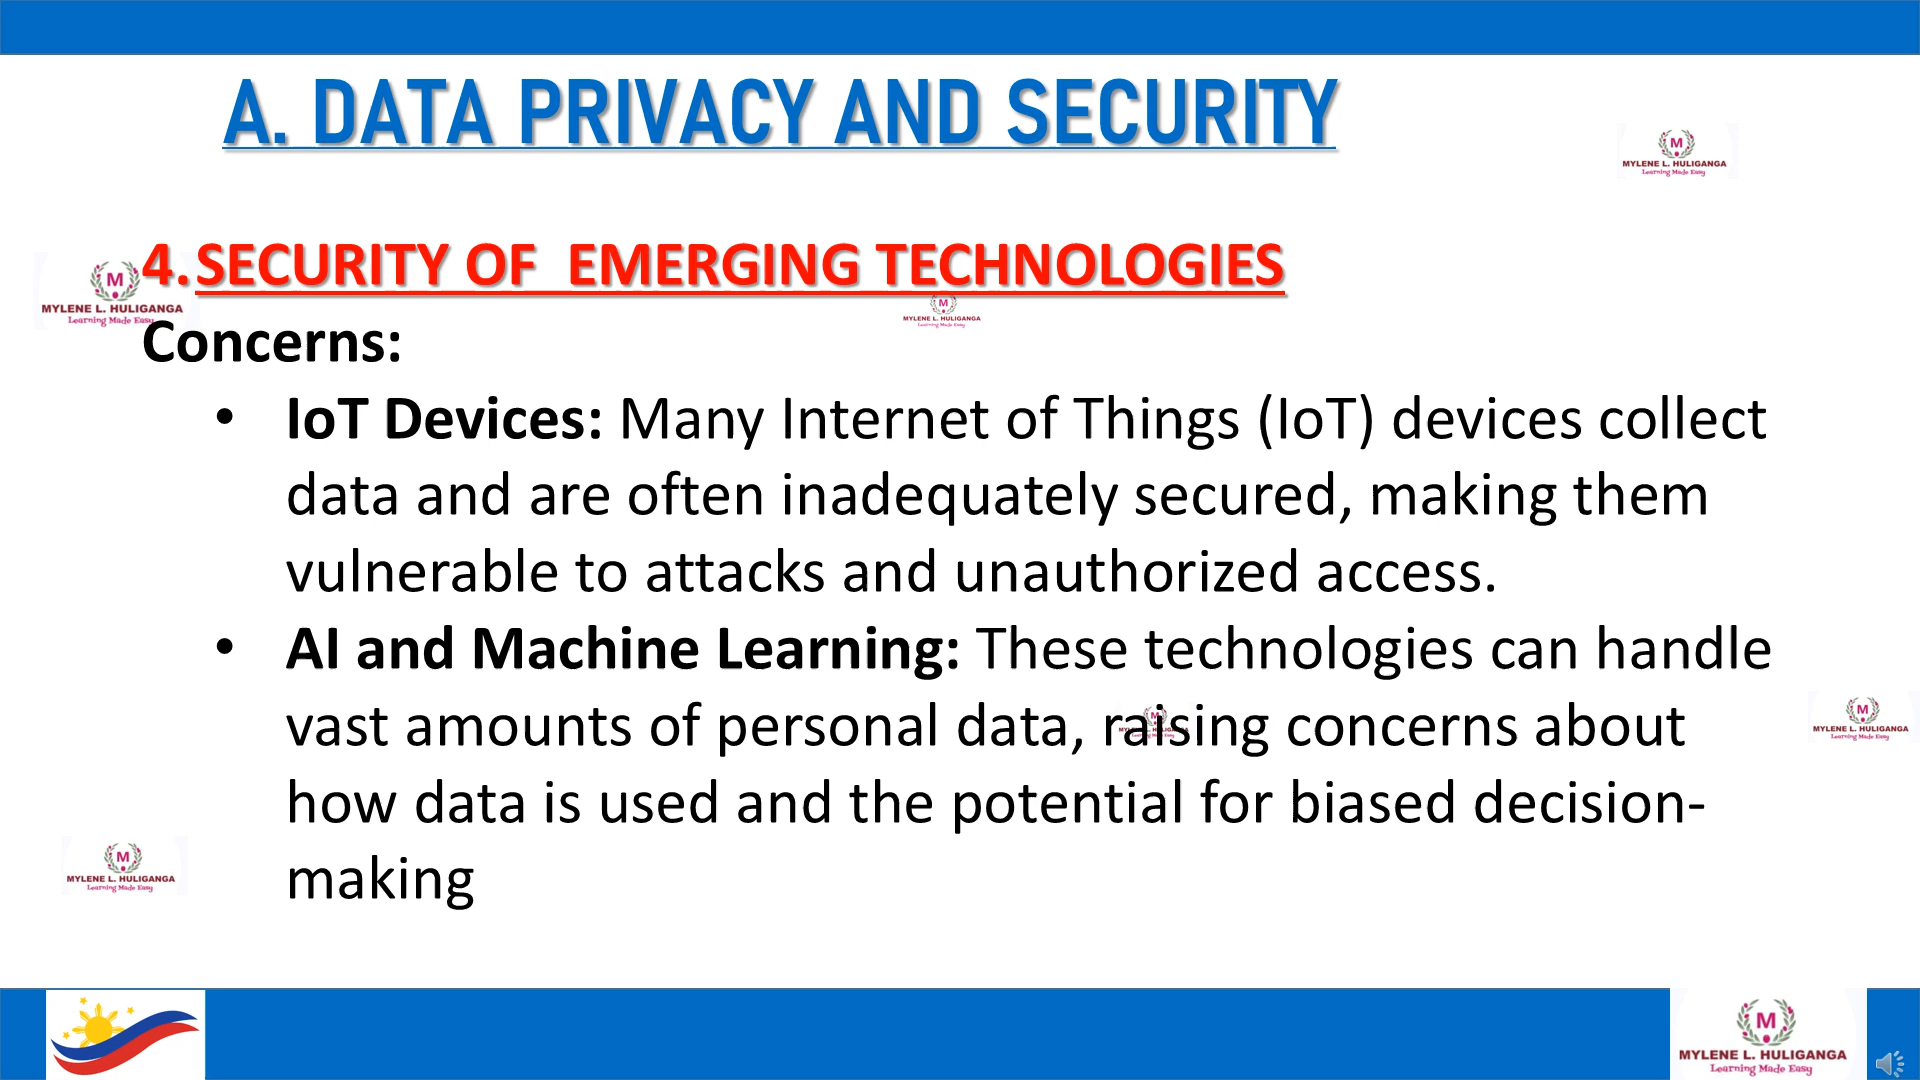 A. DATA PRIVACY AND SECURITY
M
MYLENE L. HULIGANGA
Learning Made Easy
4. SECURITY OF  EMERGING TECHNOLOGIES
M
MYLENE L. HULIGANGA
Learning Made Easy
M
MYLENE L. HULIGANGA
Learning Made Easy
Concerns:
• IoT Devices: Many Internet of Things (IoT) devices collect
data and are often inadequately secured, making them
vulnerable to attacks and unauthorized access.
• AI and Machine Learning: These technologies can handle
vast amounts of personal data, raising concerns about
M
MYLENE L. HULIGANGA
Learning Made Easy
how data is used and the potential for biased decision-
making
M
MYLENE L. HULIGANGA
Learning Made Easy
M
MYLENE L. HULIGANGA
Learning Made Easy